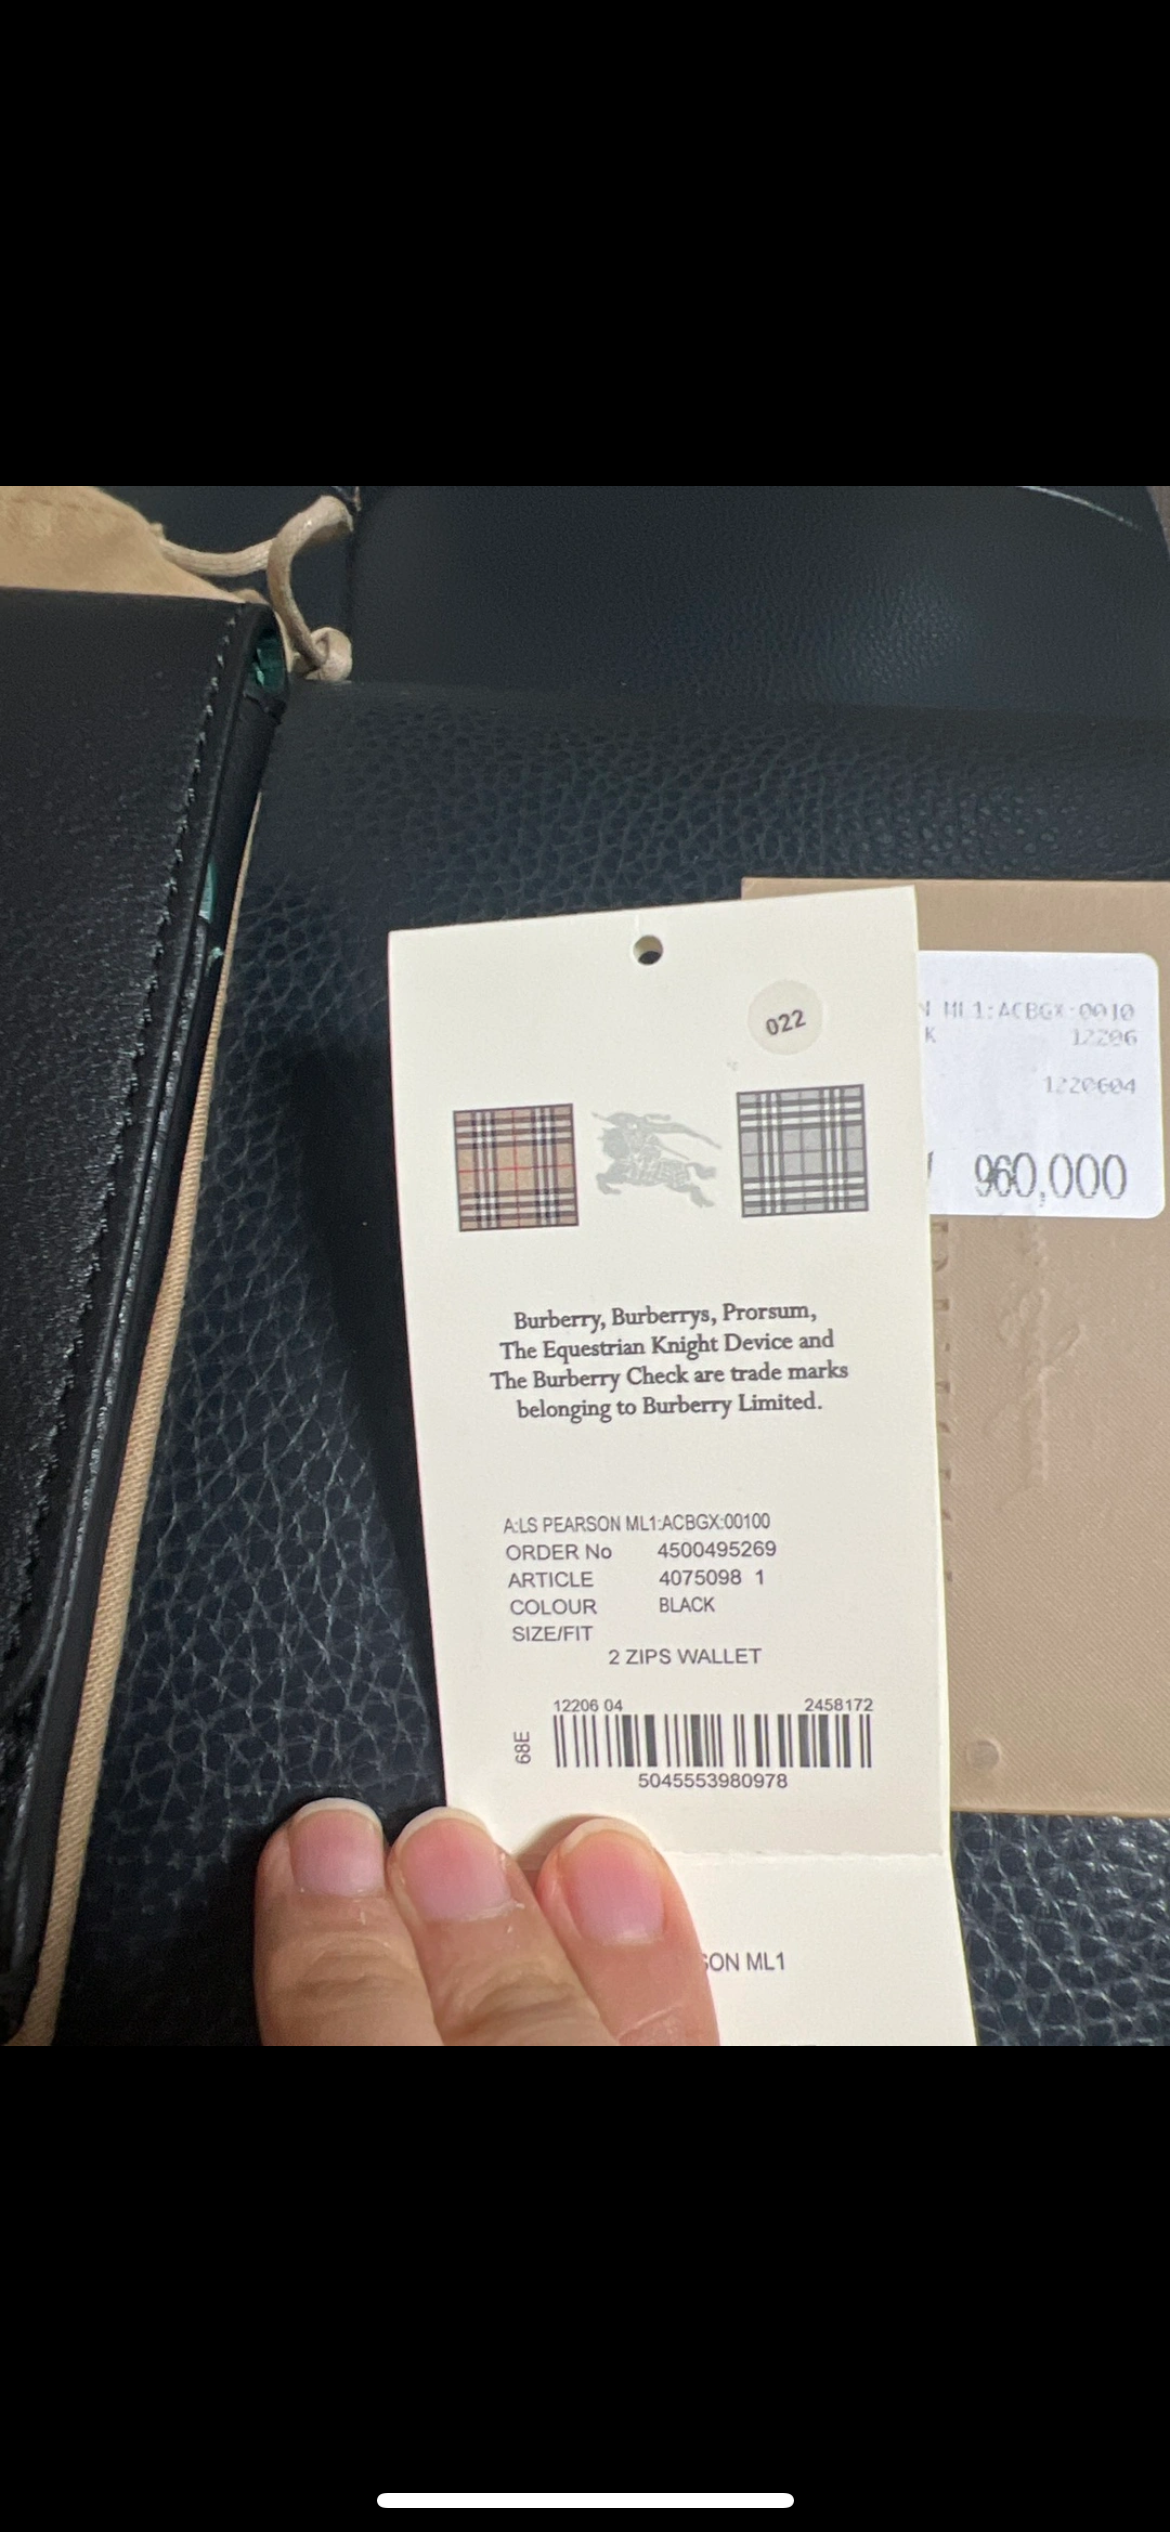 022
ML1:ACBGX:0010
K 12206
1220604
960,000
Burberry, Burberrys, Prorsum,
The Equestrian Knight Device and
The Burberry Check are trade marks
belonging to Burberry Limited.
A:LS PEARSON ML1:ACBGX:00100
ORDER No 4500495269
ARTICLE 4075098 1
COLOUR BLACK
SIZE/FIT
2 ZIPS WALLET
12206 04 2458172
68E
5045553980978
SON ML1